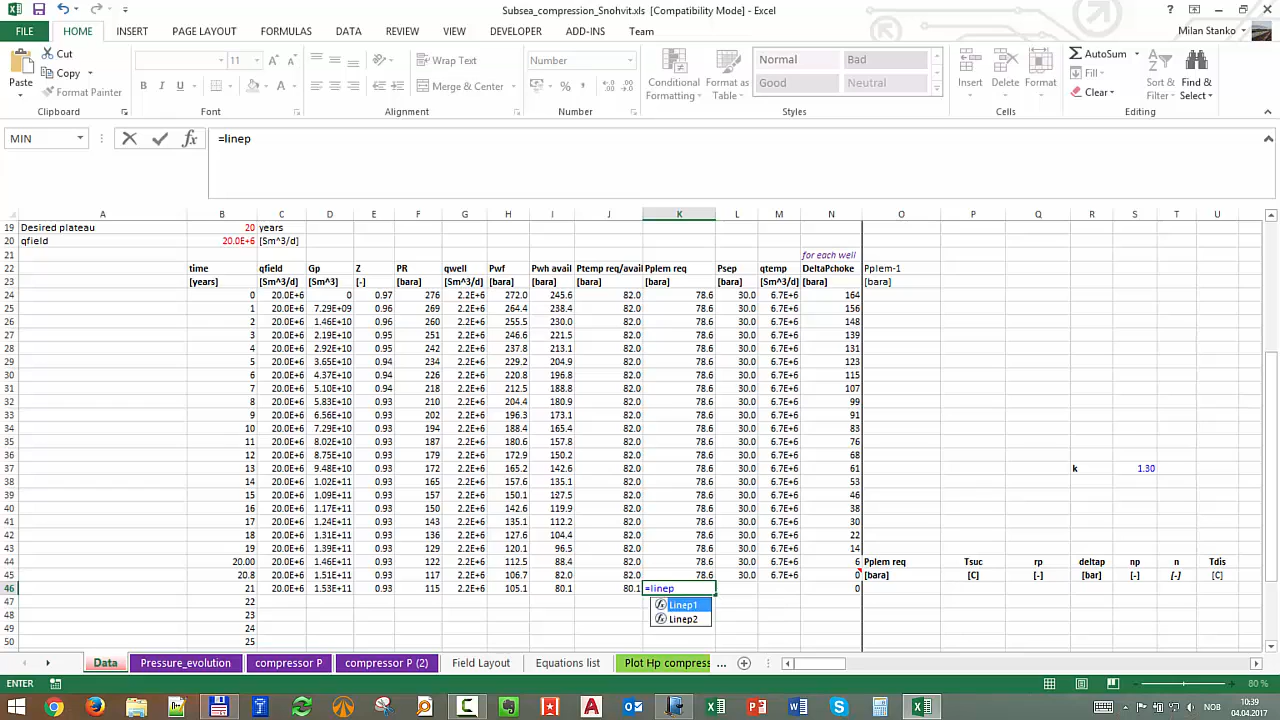 Subsea_compression_Snohvit.xls [Compatibility Mode] - Excel
FILE HOME INSERT PAGE LAYOUT FORMULAS DATA REVIEW VIEW DEVELOPER ADD-INS Team Milan Stanko
Paste Cut Copy Format Painter Clipboard
11 B I U Font
Wrap Text Merge & Center Alignment
Number % Number
Conditional Formatting Format as Table Normal Bad Good Neutral Styles
Insert Delete Format Cells
AutoSum Fill Clear Sort & Filter Find & Select Editing
MIN fx =linep
A B C D E F G H I J K L M N O P Q R S T U
19 Desired plateau 20 years
20 qfield 20.0E+6 [Sm^3/d]
21 for each well
22 time qfield Gp Z PR qwell Pwf Pwh avail Ptemp req/avail Pplem req Psep qtemp DeltaPchoke Pplem-1
23 [years] [Sm^3/d] [Sm^3] [-] [bara] [Sm^3/d] [bara] [bara] [bara] [bara] [bara] [Sm^3/d] [bara] [bara]
24 0 20.0E+6 0 0.97 276 2.2E+6 272.0 245.6 82.0 78.6 30.0 6.7E+6 164
25 1 20.0E+6 7.29E+09 0.96 269 2.2E+6 264.4 238.4 82.0 78.6 30.0 6.7E+6 156
26 2 20.0E+6 1.46E+10 0.96 260 2.2E+6 255.5 230.0 82.0 78.6 30.0 6.7E+6 148
27 3 20.0E+6 2.19E+10 0.95 251 2.2E+6 246.6 221.5 82.0 78.6 30.0 6.7E+6 139
28 4 20.0E+6 2.92E+10 0.95 242 2.2E+6 237.8 213.1 82.0 78.6 30.0 6.7E+6 131
29 5 20.0E+6 3.65E+10 0.94 234 2.2E+6 229.2 204.9 82.0 78.6 30.0 6.7E+6 123
30 6 20.0E+6 4.37E+10 0.94 226 2.2E+6 220.8 196.8 82.0 78.6 30.0 6.7E+6 115
31 7 20.0E+6 5.10E+10 0.94 218 2.2E+6 212.5 188.8 82.0 78.6 30.0 6.7E+6 107
32 8 20.0E+6 5.83E+10 0.93 210 2.2E+6 204.4 180.9 82.0 78.6 30.0 6.7E+6 99
33 9 20.0E+6 6.56E+10 0.93 202 2.2E+6 196.3 173.1 82.0 78.6 30.0 6.7E+6 91
34 10 20.0E+6 7.29E+10 0.93 194 2.2E+6 188.4 165.4 82.0 78.6 30.0 6.7E+6 83
35 11 20.0E+6 8.02E+10 0.93 187 2.2E+6 180.6 157.8 82.0 78.6 30.0 6.7E+6 76
36 12 20.0E+6 8.75E+10 0.93 179 2.2E+6 172.9 150.2 82.0 78.6 30.0 6.7E+6 68
37 13 20.0E+6 9.48E+10 0.93 172 2.2E+6 165.2 142.6 82.0 78.6 30.0 6.7E+6 61 k 1.30
38 14 20.0E+6 1.02E+11 0.93 165 2.2E+6 157.6 135.1 82.0 78.6 30.0 6.7E+6 53
39 15 20.0E+6 1.09E+11 0.93 157 2.2E+6 150.1 127.5 82.0 78.6 30.0 6.7E+6 46
40 16 20.0E+6 1.17E+11 0.93 150 2.2E+6 142.6 119.9 82.0 78.6 30.0 6.7E+6 38
41 17 20.0E+6 1.24E+11 0.93 143 2.2E+6 135.1 112.2 82.0 78.6 30.0 6.7E+6 30
42 18 20.0E+6 1.31E+11 0.93 136 2.2E+6 127.6 104.4 82.0 78.6 30.0 6.7E+6 22
43 19 20.0E+6 1.39E+11 0.93 129 2.2E+6 120.1 96.5 82.0 78.6 30.0 6.7E+6 14
44 20.00 20.0E+6 1.46E+11 0.93 122 2.2E+6 112.6 88.4 82.0 78.6 30.0 6.7E+6 6 Pplem req Tsuc rp deltap np n Tdis
45 20.8 20.0E+6 1.51E+11 0.93 117 2.2E+6 106.7 82.0 82.0 78.6 30.0 6.7E+6 0 [bara] [C] [-] [bar] [-] [-] [C]
46 21 20.0E+6 1.53E+11 0.93 115 2.2E+6 105.1 80.1 80.1 =linep 0
47 22
48 23
49 24
50 25
Linep1
Linep2
Data Pressure_evolution compressor P compressor P (2) Field Layout Equations list Plot Hp compress ...
ENTER 80 %
NOB 10:39 04.04.2017